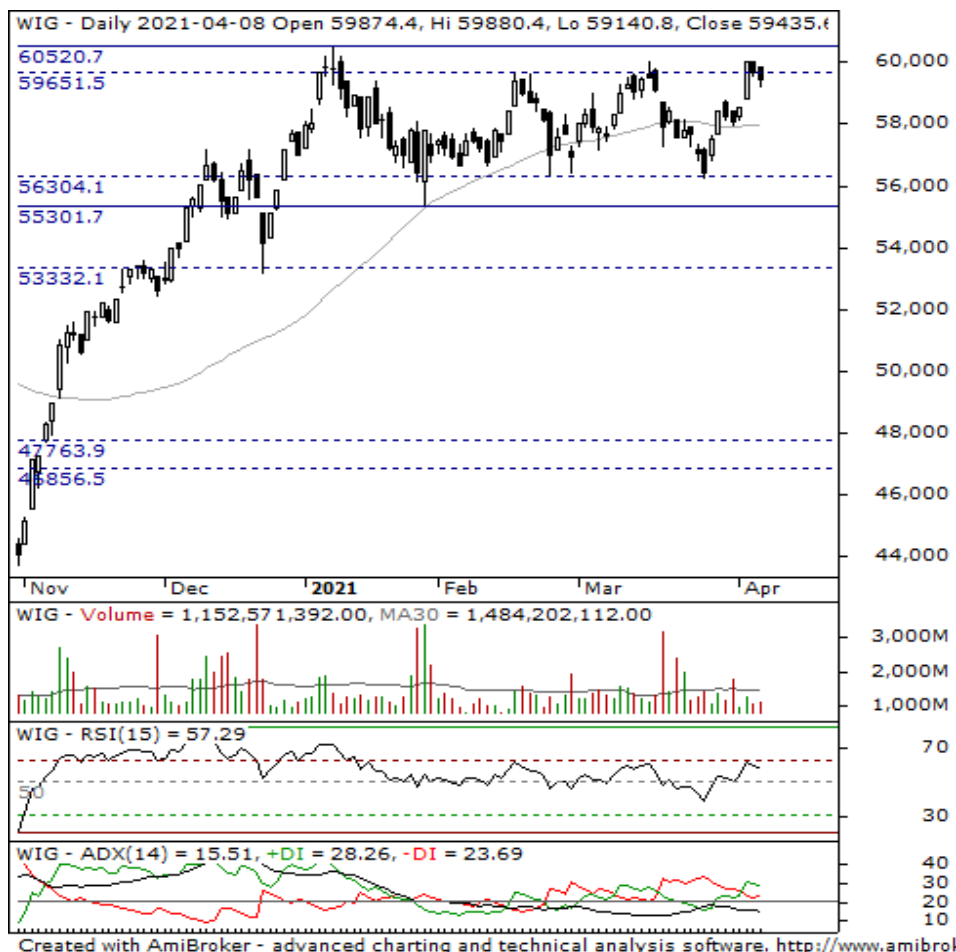 WIG - Daily 2021-04-08 Open 59874.4, Hi 59880.4, Lo 59140.8, Close 59435.6
60520.7
59651.5
56304.1
55301.7
53332.1
47763.9
46856.5
60,000
58,000
56,000
54,000
52,000
50,000
48,000
46,000
44,000
Nov Dec 2021 Feb Mar Apr
WIG - Volume = 1,152,571,392.00, MA30 = 1,484,202,112.00
3,000M
2,000M
1,000M
WIG - RSI(15) = 57.29
70
50
30
WIG - ADX(14) = 15.51, +DI = 28.26, -DI = 23.69
40
30
20
10
Created with AmiBroker - advanced charting and technical analysis software. http://www.amibrok